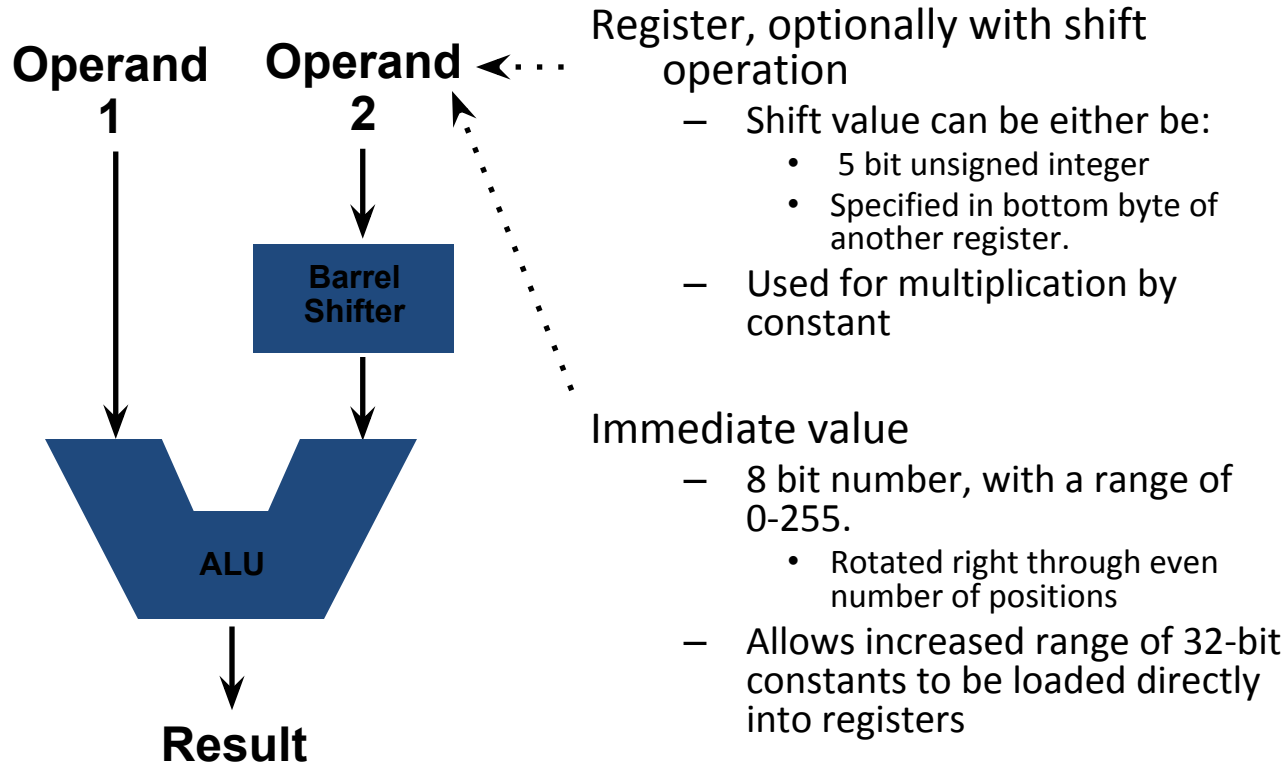 Operand
1
Operand
2
Barrel
Shifter
ALU
Result
Register, optionally with shift
operation
– Shift value can be either be:
• 5 bit unsigned integer
• Specified in bottom byte of
another register.
– Used for multiplication by
constant
Immediate value
– 8 bit number, with a range of
0-255.
• Rotated right through even
number of positions
– Allows increased range of 32-bit
constants to be loaded directly
into registers